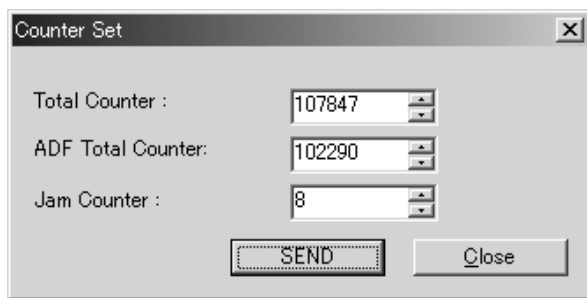 Counter Set
Total Counter : 107847
ADF Total Counter: 102290
Jam Counter : 8
SEND Close